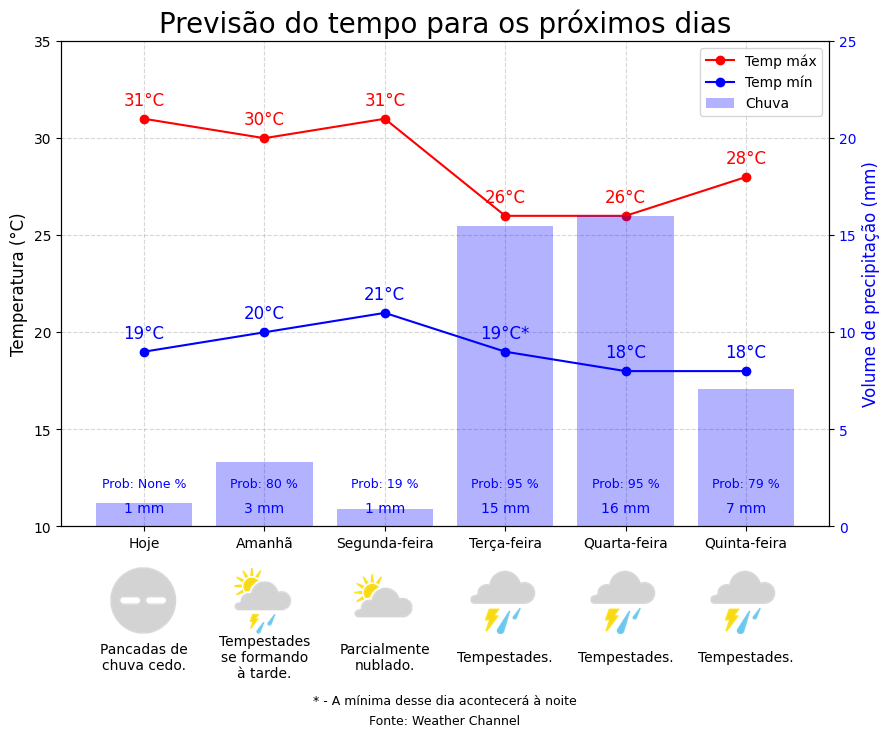 Previsão do tempo para os próximos dias
35
30
25
20
15
10
Temperatura (°C)
25
20
15
10
5
0
Volume de precipitação (mm)
Temp máx
Temp mín
Chuva
31°C
30°C
31°C
26°C
26°C
28°C
19°C
20°C
21°C
19°C*
18°C
18°C
Prob: None %
Prob: 80 %
Prob: 19 %
Prob: 95 %
Prob: 95 %
Prob: 79 %
1 mm
3 mm
1 mm
15 mm
16 mm
7 mm
Hoje
Amanhã
Segunda-feira
Terça-feira
Quarta-feira
Quinta-feira
Pancadas de
chuva cedo.
Tempestades
se formando
à tarde.
Parcialmente
nublado.
Tempestades.
Tempestades.
Tempestades.
* - A mínima desse dia acontecerá à noite
Fonte: Weather Channel